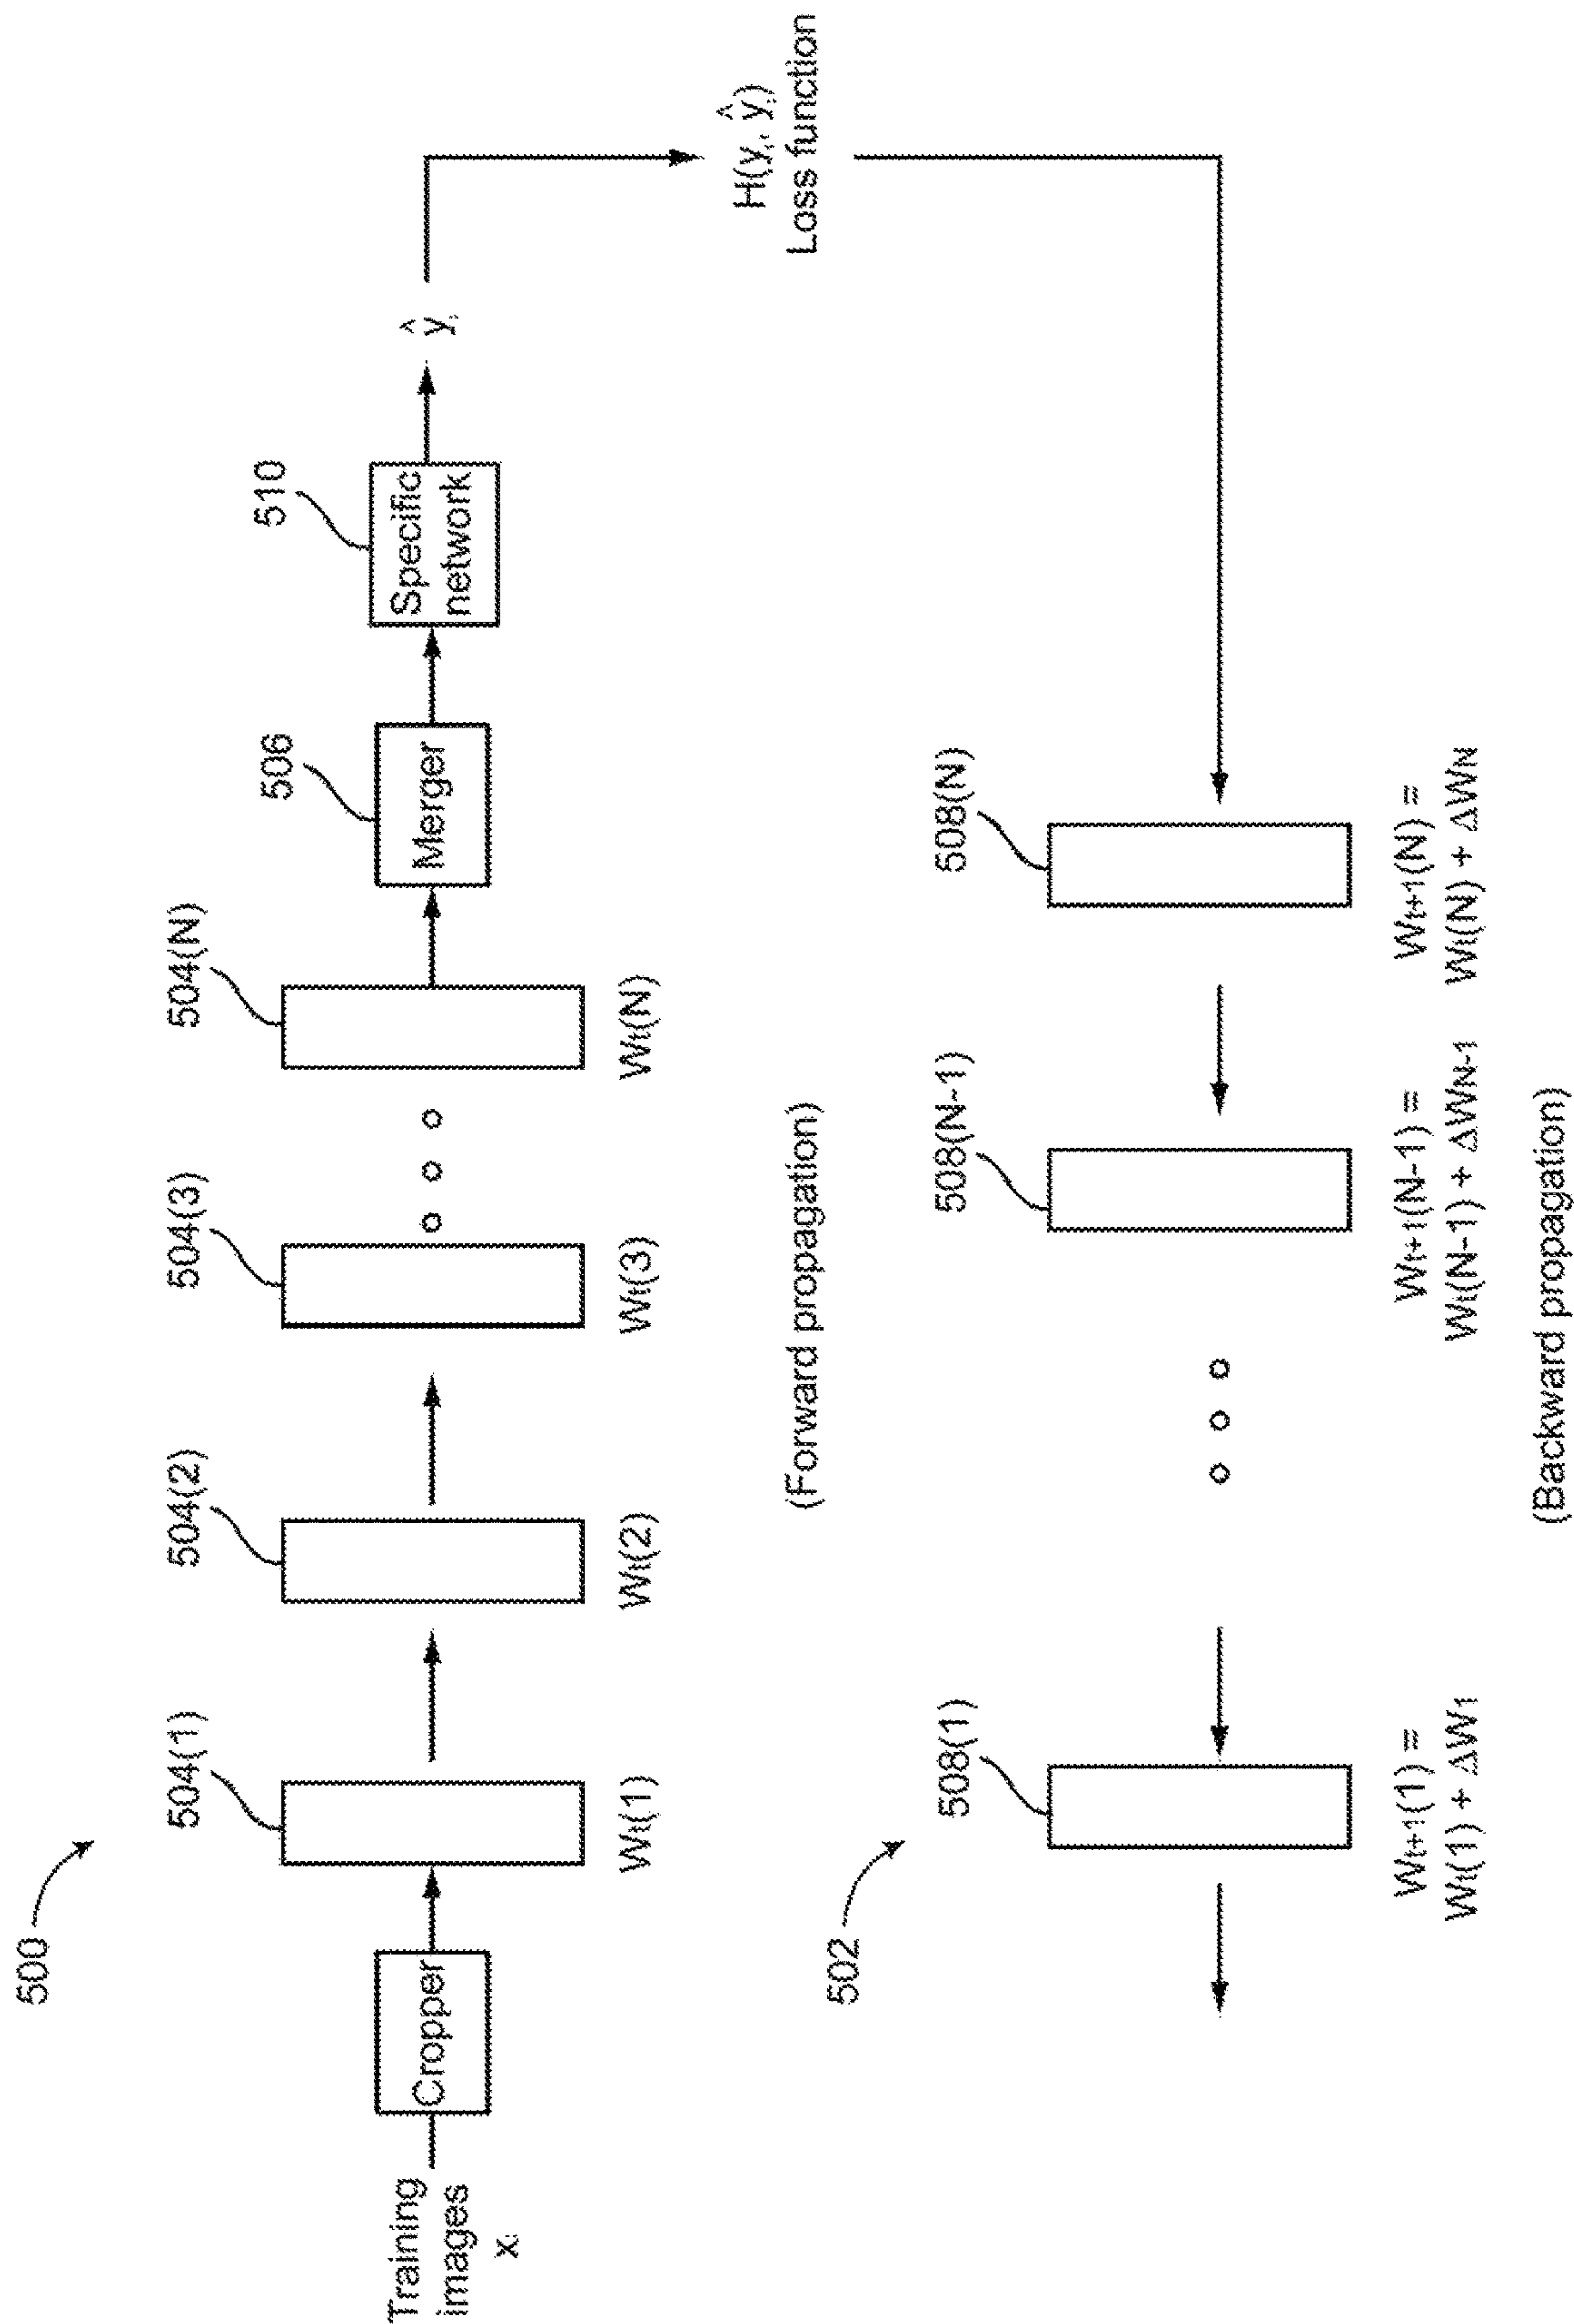 500
504(1)
504(2)
504(3)
504(N)
506
510
Training
images
xᵢ
Cropper
Merger
Specific
network
ŷᵢ
Wt(1)
Wt(2)
Wt(3)
Wt(N)
(Forward propagation)
H(yᵢ, ŷᵢ)
Loss function
502
508(1)
508(N-1)
508(N)
Wt+1(1) =
Wt(1) + ΔW1
Wt+1(N-1) =
Wt(N-1) + ΔWN-1
Wt+1(N) =
Wt(N) + ΔWN
(Backward propagation)